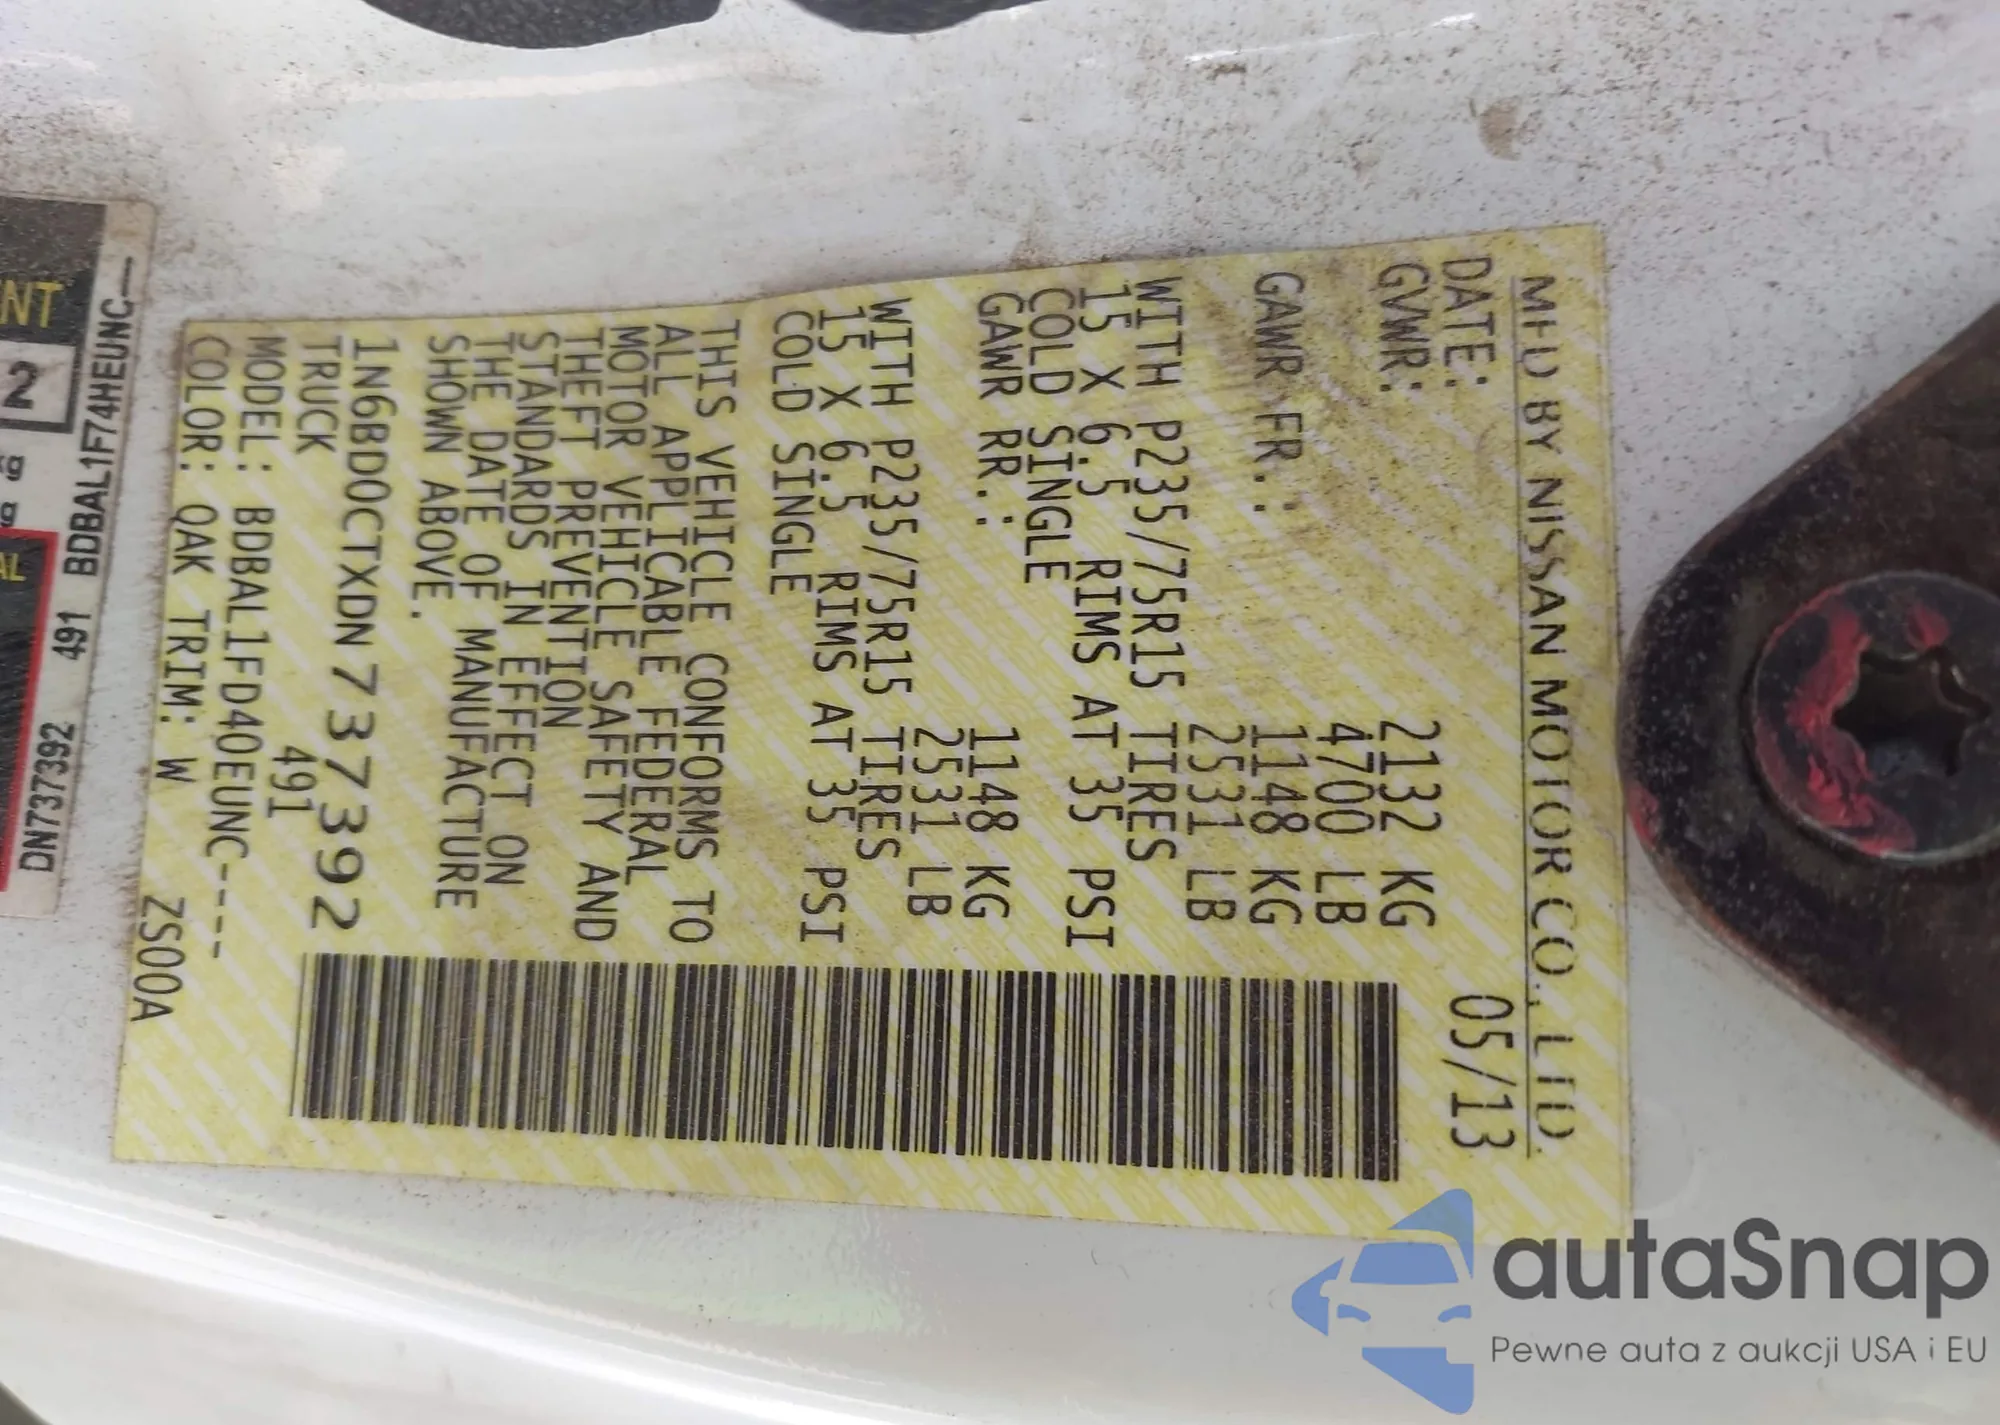 MFD BY NISSAN MOTOR CO., LTD.
DATE: 05/13
GVWR: 2132 KG
4700 LB
GAWR FR.: 1148 KG
2531 LB
WITH P235/75R15 TIRES
15 X 6.5 RIMS AT 35 PSI
COLD SINGLE
GAWR RR.: 1148 KG
2531 LB
WITH P235/75R15 TIRES
15 X 6.5 RIMS AT 35 PSI
COLD SINGLE
THIS VEHICLE CONFORMS TO
ALL APPLICABLE FEDERAL
MOTOR VEHICLE SAFETY AND
THEFT PREVENTION
STANDARDS IN EFFECT ON
THE DATE OF MANUFACTURE
SHOWN ABOVE.
1N6BD0CTXDN737392
TRUCK 491
MODEL: BDBAL1FD40EUNC----
COLOR: QAK TRIM: W ZS00A
NT
2
AL
BDBAL1F74HEUNC--- 491 DN737392
autaSnap
Pewne auta z aukcji USA i EU